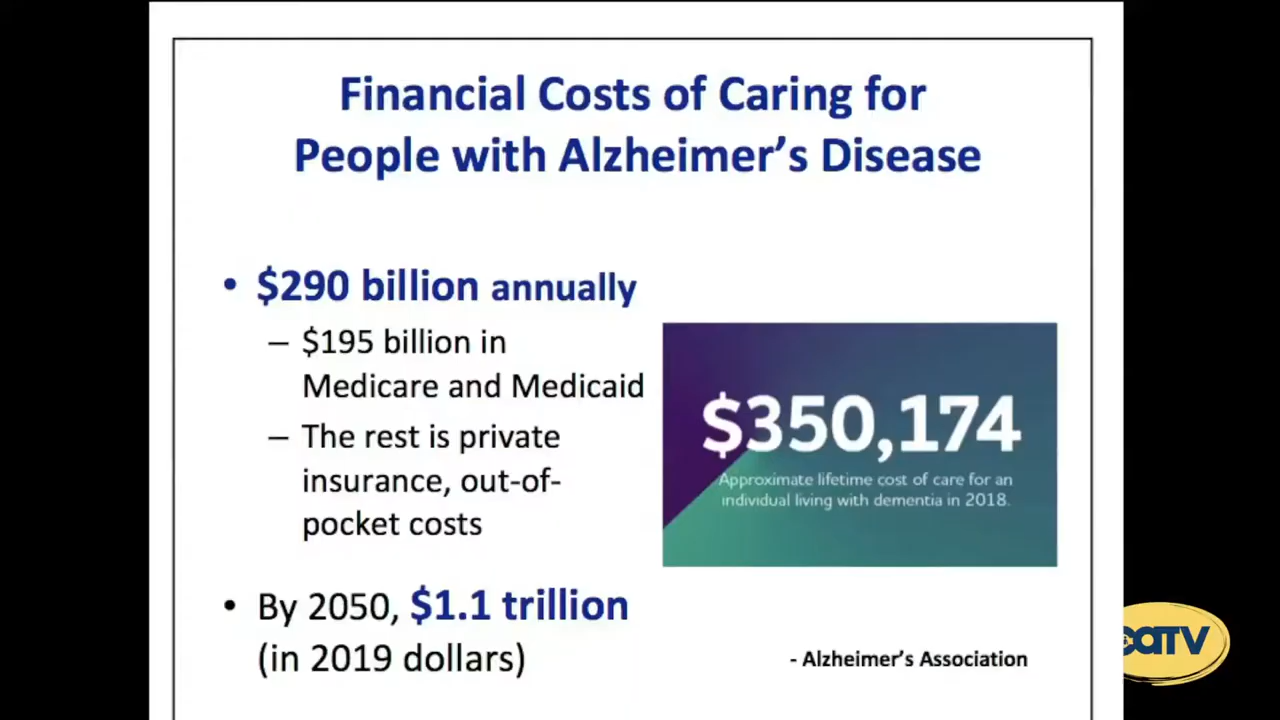 Financial Costs of Caring for
People with Alzheimer's Disease
• $290 billion annually
– $195 billion in
Medicare and Medicaid
– The rest is private
insurance, out-of-
pocket costs
$350,174
Approximate lifetime cost of care for an
individual living with dementia in 2018.
• By 2050, $1.1 trillion
(in 2019 dollars)
- Alzheimer's Association
catv